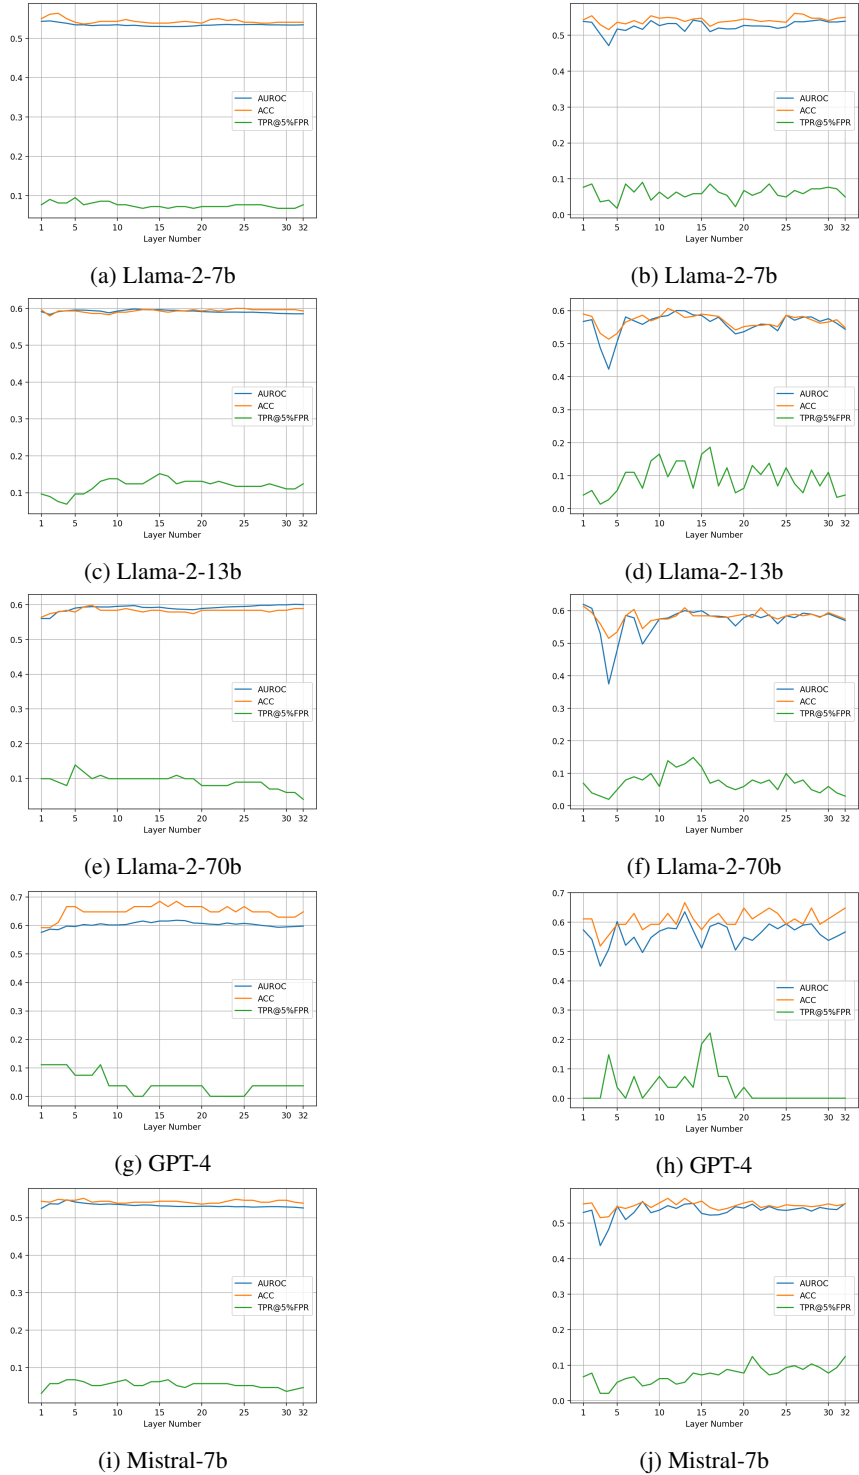 0.5
0.4
0.3
0.2
0.1
AUROC
ACC
TPR@5%FPR
1 5 10 15 20 25 30 32
Layer Number
(a) Llama-2-7b
0.5
0.4
0.3
0.2
0.1
0.0
AUROC
ACC
TPR@5%FPR
1 5 10 15 20 25 30 32
Layer Number
(b) Llama-2-7b
0.6
0.5
0.4
0.3
0.2
0.1
AUROC
ACC
TPR@5%FPR
1 5 10 15 20 25 30 32
Layer Number
(c) Llama-2-13b
0.6
0.5
0.4
0.3
0.2
0.1
0.0
AUROC
ACC
TPR@5%FPR
1 5 10 15 20 25 30 32
Layer Number
(d) Llama-2-13b
0.6
0.5
0.4
0.3
0.2
0.1
AUROC
ACC
TPR@5%FPR
1 5 10 15 20 25 30 32
Layer Number
(e) Llama-2-70b
0.6
0.5
0.4
0.3
0.2
0.1
0.0
AUROC
ACC
TPR@5%FPR
1 5 10 15 20 25 30 32
Layer Number
(f) Llama-2-70b
0.7
0.6
0.5
0.4
0.3
0.2
0.1
0.0
AUROC
ACC
TPR@5%FPR
1 5 10 15 20 25 30 32
Layer Number
(g) GPT-4
0.7
0.6
0.5
0.4
0.3
0.2
0.1
0.0
AUROC
ACC
TPR@5%FPR
1 5 10 15 20 25 30 32
Layer Number
(h) GPT-4
0.5
0.4
0.3
0.2
0.1
AUROC
ACC
TPR@5%FPR
1 5 10 15 20 25 30 32
Layer Number
(i) Mistral-7b
0.5
0.4
0.3
0.2
0.1
0.0
AUROC
ACC
TPR@5%FPR
1 5 10 15 20 25 30 32
Layer Number
(j) Mistral-7b